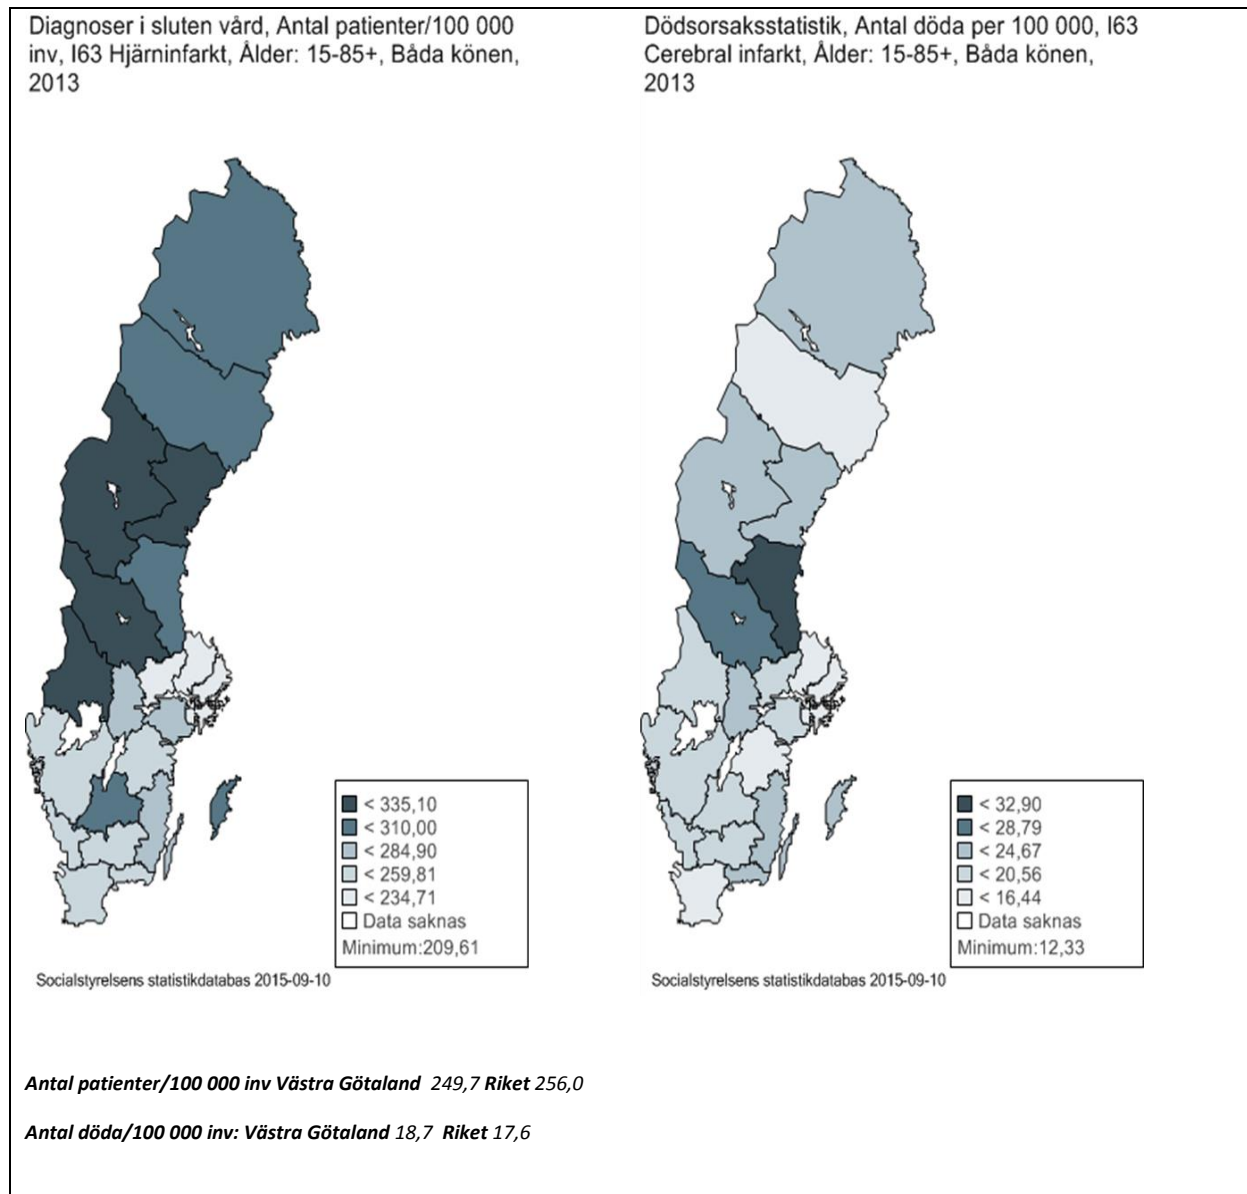 Diagnoser i sluten vård, Antal patienter/100 000
inv, I63 Hjärninfarkt, Ålder: 15-85+, Båda könen,
2013
< 335,10
< 310,00
< 284,90
< 259,81
< 234,71
Data saknas
Minimum:209,61
Socialstyrelsens statistikdatabas 2015-09-10
Dödsorsaksstatistik, Antal döda per 100 000, I63
Cerebral infarkt, Ålder: 15-85+, Båda könen,
2013
< 32,90
< 28,79
< 24,67
< 20,56
< 16,44
Data saknas
Minimum:12,33
Socialstyrelsens statistikdatabas 2015-09-10
Antal patienter/100 000 inv Västra Götaland 249,7 Riket 256,0
Antal döda/100 000 inv: Västra Götaland 18,7 Riket 17,6